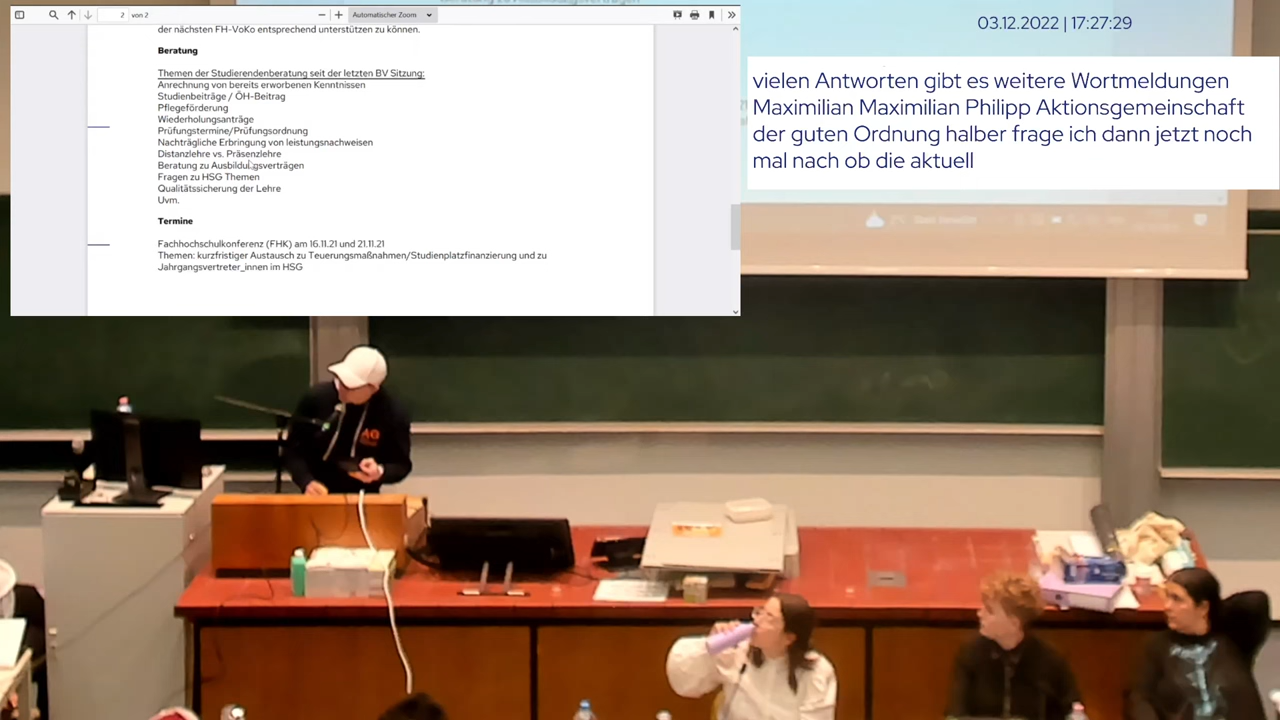 2 von 2
Automatischer Zoom
der nächsten FH-VoKo entsprechend unterstützen zu können.
Beratung
Themen der Studierendenberatung seit der letzten BV Sitzung:
Anrechnung von bereits erworbenen Kenntnissen
Studienbeiträge / ÖH-Beitrag
Pflegeförderung
Wiederholungsanträge
Prüfungstermine/Prüfungsordnung
Nachträgliche Erbringung von leistungsnachweisen
Distanzlehre vs. Präsenzlehre
Beratung zu Ausbildungsverträgen
Fragen zu HSG Themen
Qualitätssicherung der Lehre
Uvm.
Termine
Fachhochschulkonferenz (FHK) am 16.11.21 und 21.11.21
Themen: kurzfristiger Austausch zu Teuerungsmaßnahmen/Studienplatzfinanzierung und zu
Jahrgangsvertreter_innen im HSG
03.12.2022 | 17:27:29
vielen Antworten gibt es weitere Wortmeldungen
Maximilian Maximilian Philipp Aktionsgemeinschaft
der guten Ordnung halber frage ich dann jetzt noch
mal nach ob die aktuell